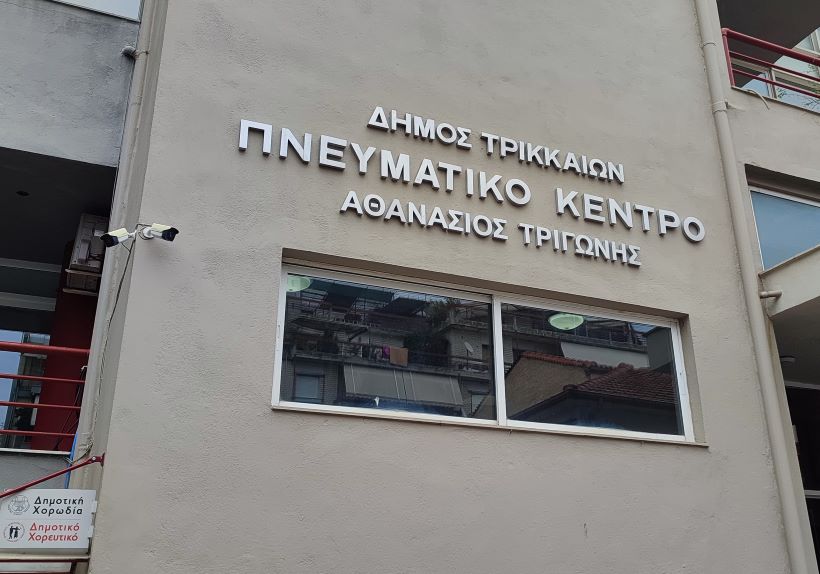 ΔΗΜΟΣ ΤΡΙΚΚΑΙΩΝ
ΠΝΕΥΜΑΤΙΚΟ ΚΕΝΤΡΟ
ΑΘΑΝΑΣΙΟΣ ΤΡΙΓΩΝΗΣ
Δημοτική
Χορωδία
Δημοτικό
Χορευτικό